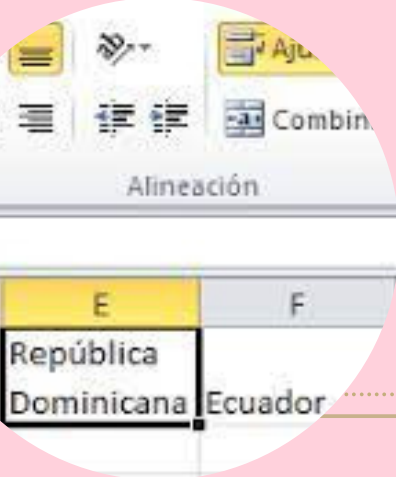 Aju
Combin
Alineación
E F
República
Dominicana Ecuador